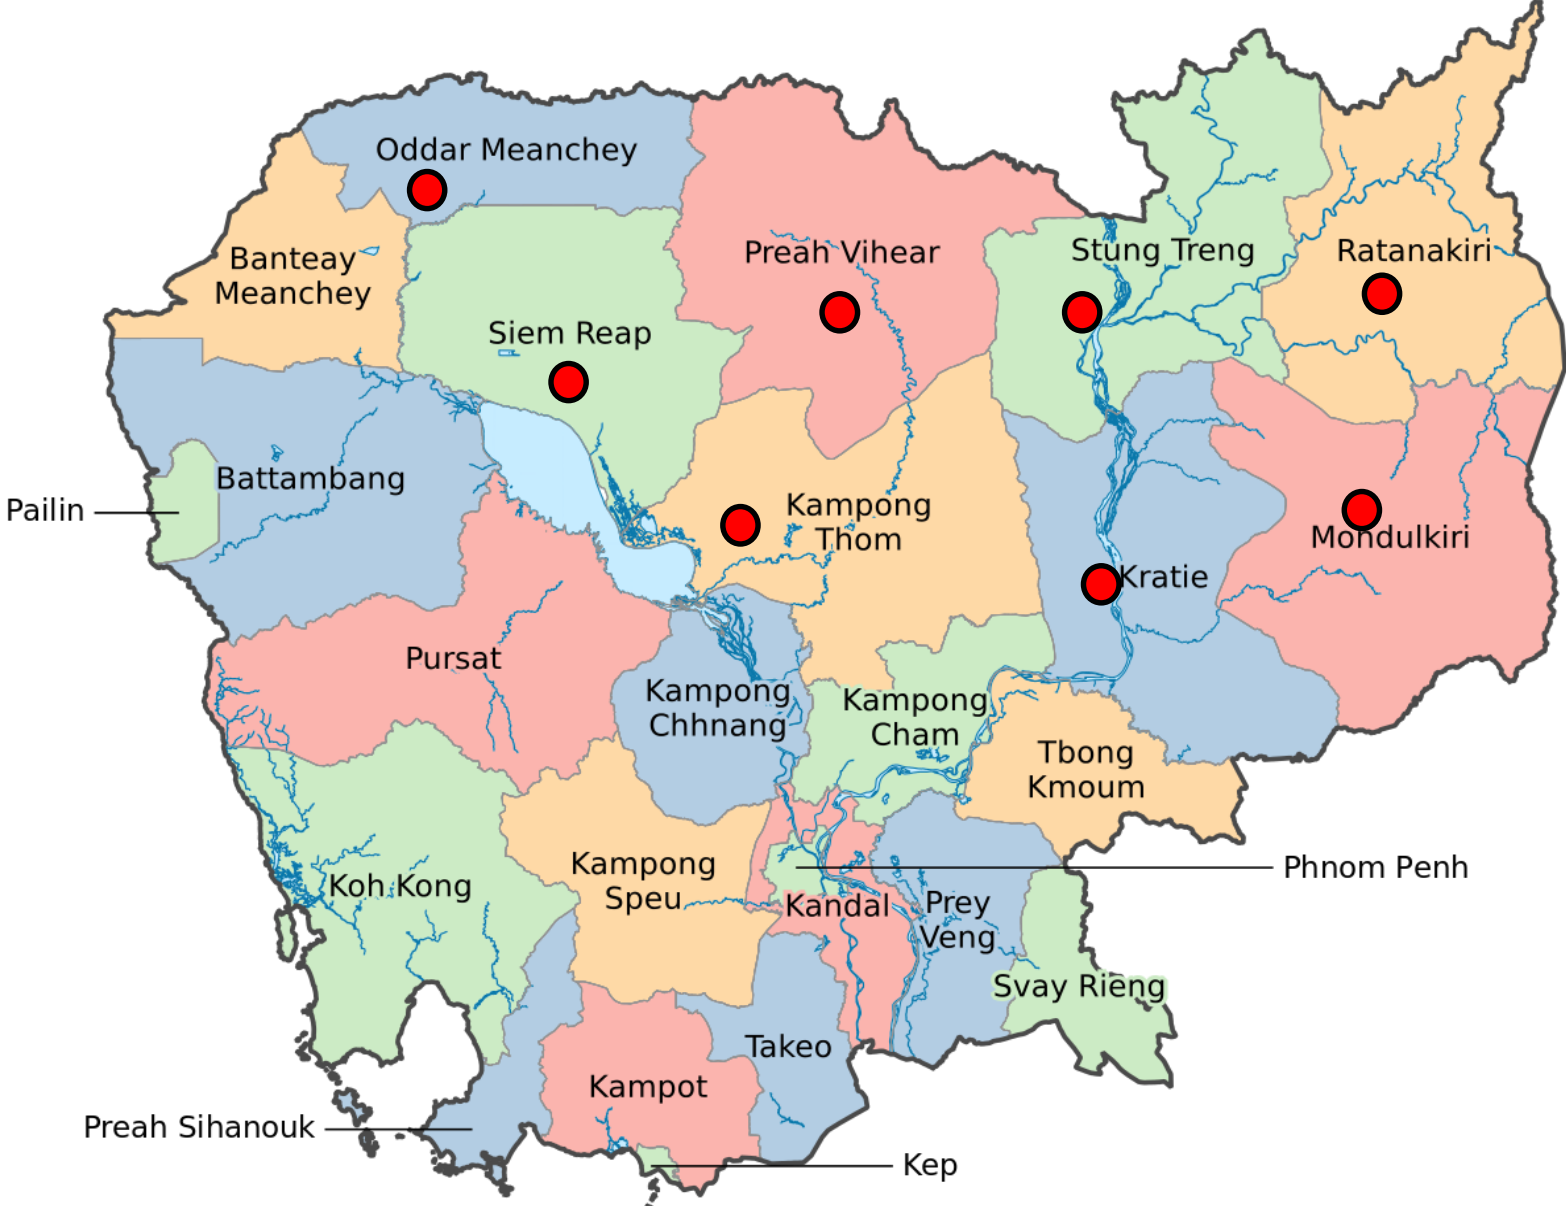 Oddar Meanchey
Banteay
Meanchey
Preah Vihear
Stung Treng
Ratanakiri
Siem Reap
Battambang
Pailin
Kampong
Thom
Mondulkiri
Kratie
Pursat
Kampong
Chhnang
Kampong
Cham
Tbong
Kmoum
Koh Kong
Kampong
Speu
Phnom Penh
Kandal
Prey
Veng
Svay Rieng
Takeo
Kampot
Preah Sihanouk
Kep